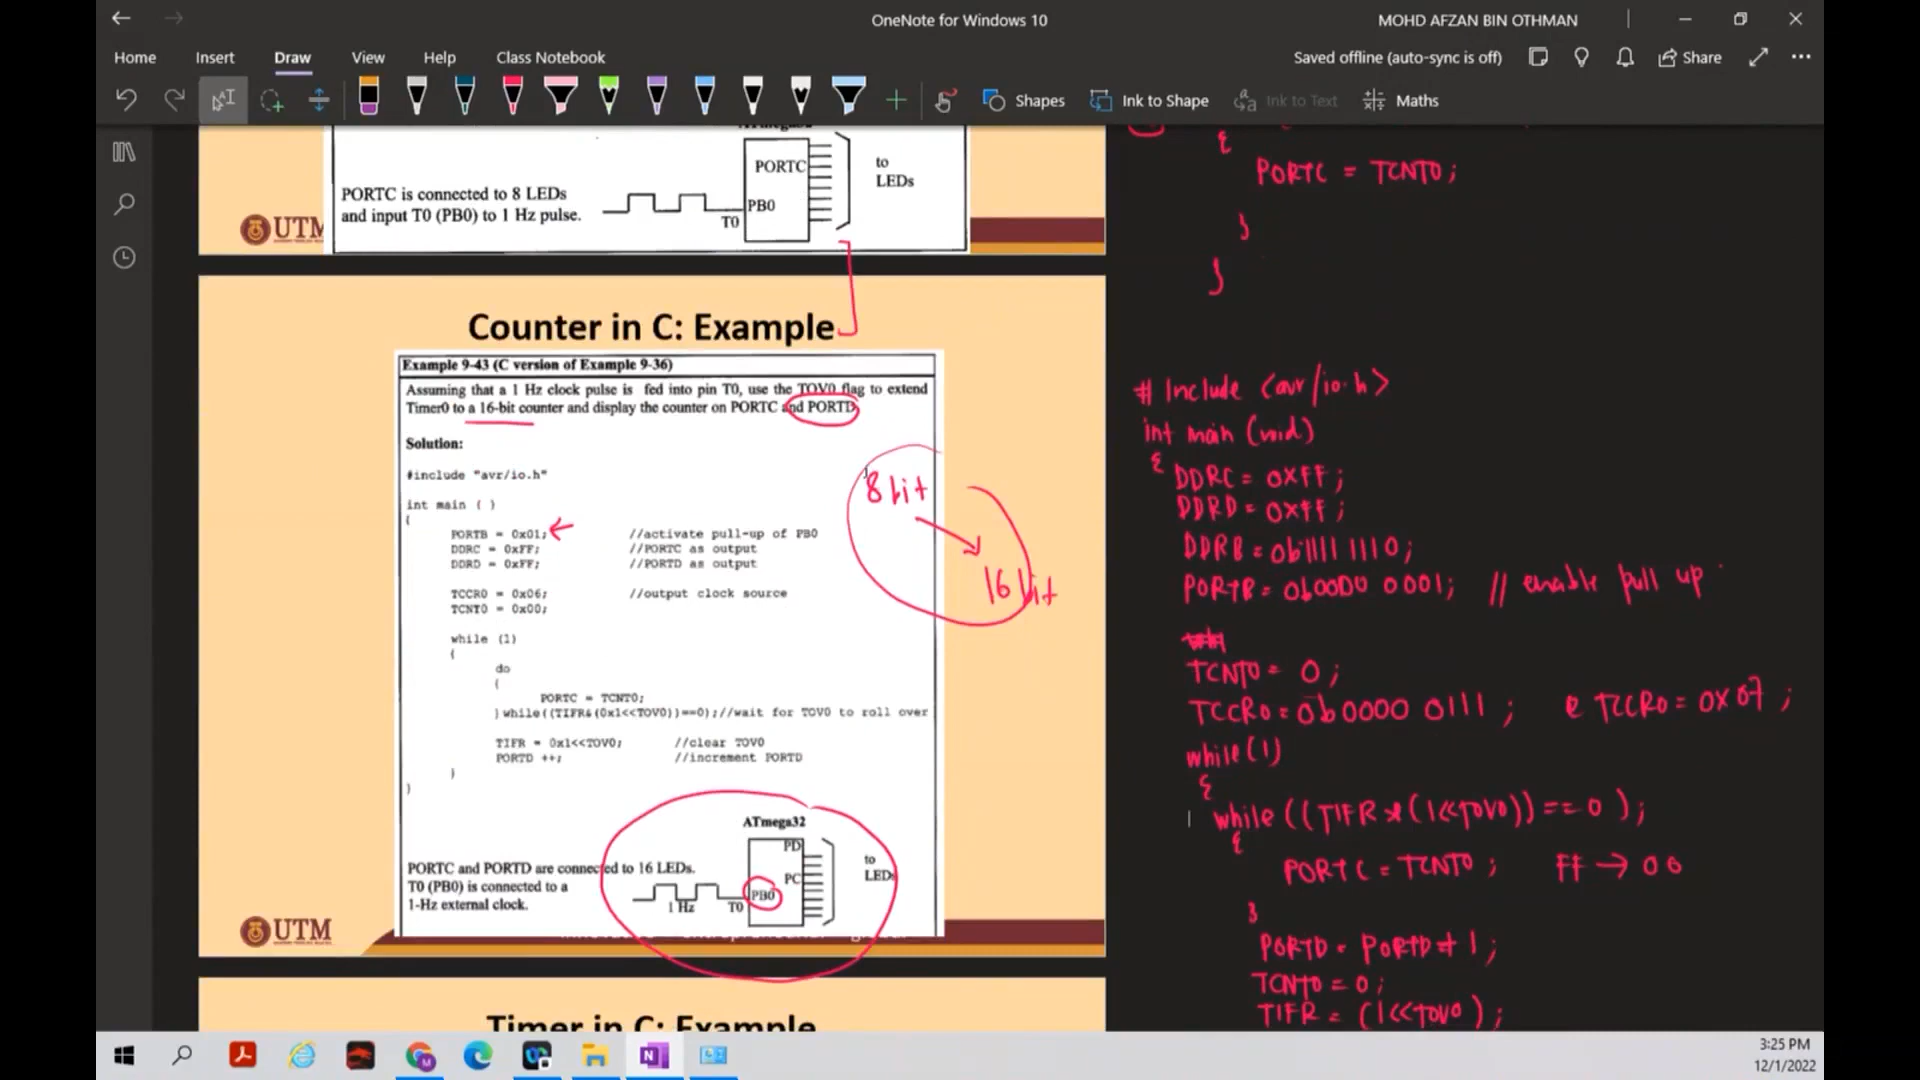 OneNote for Windows 10
MOHD AFZAN BIN OTHMAN
Home Insert Draw View Help Class Notebook
Saved offline (auto-sync is off)
Share
Shapes
Ink to Shape
Ink to Text
Maths
PORTC
to
LEDs
PORTC is connected to 8 LEDs
and input T0 (PB0) to 1 Hz pulse.
T0
PB0
UTM
Counter in C: Example
Example 9-43 (C version of Example 9-36)
Assuming that a 1 Hz clock pulse is fed into pin T0, use the TOV0 flag to extend
Timer0 to a 16-bit counter and display the counter on PORTC and PORTD.
Solution:
#include "avr/io.h"
int main ( )
{
PORTB = 0x01; //activate pull-up of PB0
DDRC = 0xFF; //PORTC as output
DDRD = 0xFF; //PORTD as output
TCCR0 = 0x06; //output clock source
TCNT0 = 0x00;
while (1)
{
do
{
PORTC = TCNT0;
}while((TIFR&(0x1<<TOV0))==0);//wait for TOV0 to roll over
TIFR = 0x1<<TOV0; //clear TOV0
PORTD ++; //increment PORTD
}
}
8 bit
16 bit
ATmega32
PD
PC
PB0
to
LEDs
PORTC and PORTD are connected to 16 LEDs.
T0 (PB0) is connected to a
1-Hz external clock.
1 Hz
T0
UTM
Timer in C: Example
{
PORTC = TCNT0;
}
}
# Include <avr/io.h>
int main (void)
{
DDRC = 0xFF;
DDRD = 0xFF;
DDRB = 0b1111 1110;
PORTB = 0b0000 0001; // enable pull up
TCNT0 = 0;
TCCR0 = 0b0000 0111; @ TCCR0 = 0x07;
while(1)
{
while ((TIFR & (1<<TOV0)) == 0);
{
PORTC = TCNT0; FF → 00
}
PORTD = PORTD + 1;
TCNT0 = 0;
TIFR = (1<<TOV0);
3:25 PM
12/1/2022